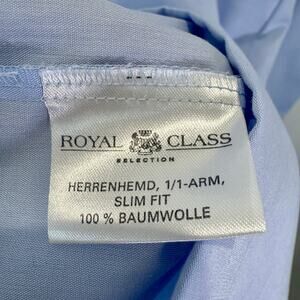 ROYAL CLASS
SELECTION
HERRENHEMD, 1/1-ARM,
SLIM FIT
100 % BAUMWOLLE